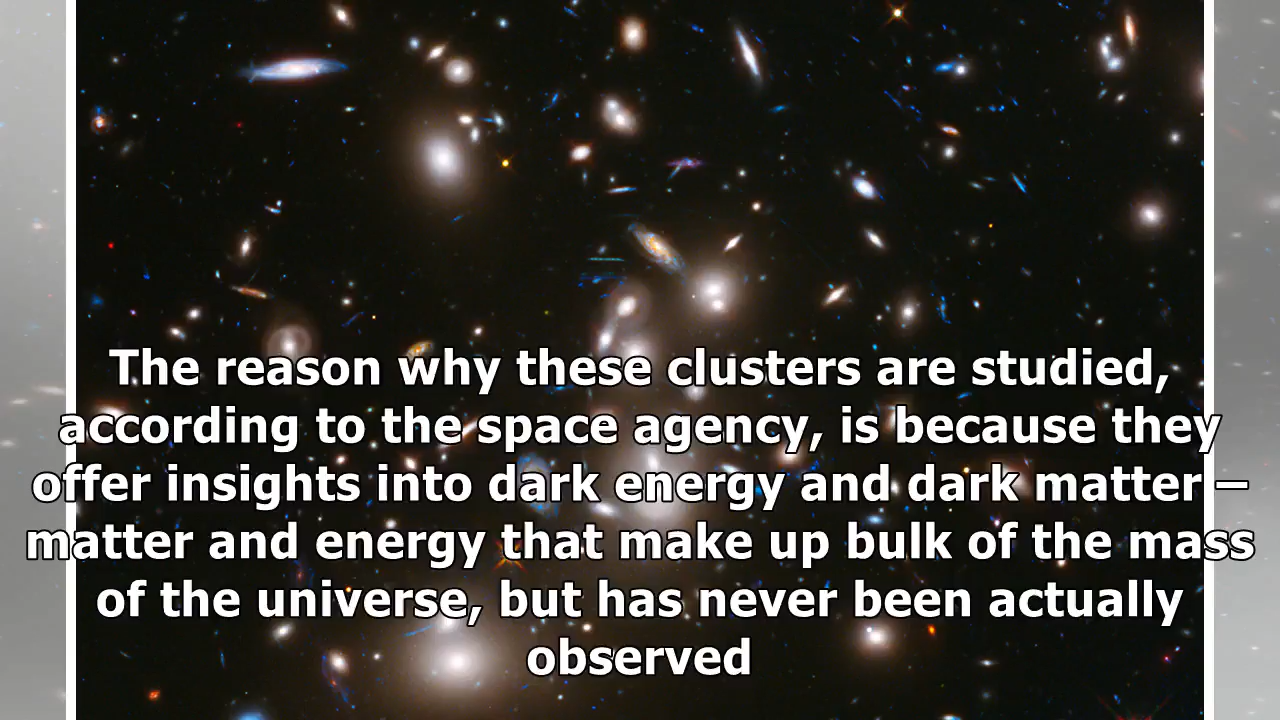 The reason why these clusters are studied,
according to the space agency, is because they
offer insights into dark energy and dark matter –
matter and energy that make up bulk of the mass
of the universe, but has never been actually
observed